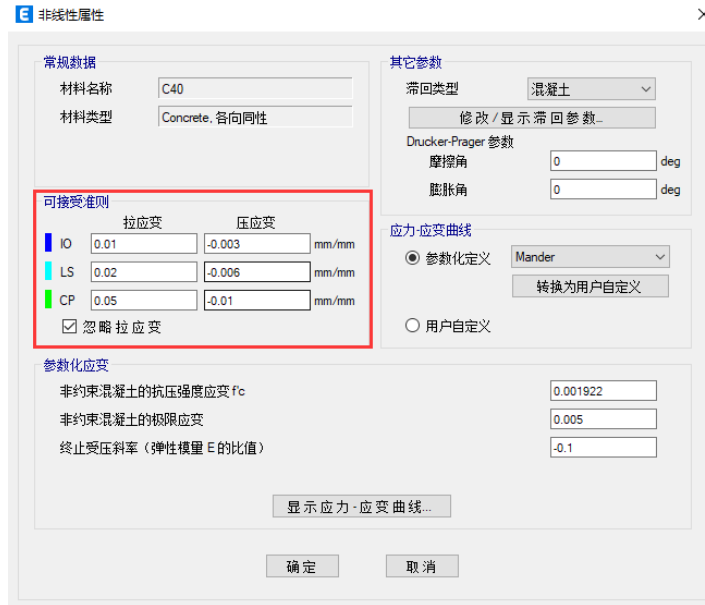 E 非线性属性
常规数据
材料名称 C40
材料类型 Concrete, 各向同性
其它参数
滞回类型 混凝土
修改/显示滞回参数...
Drucker-Prager 参数
摩擦角 0 deg
膨胀角 0 deg
可接受准则
拉应变 压应变
IO 0.01 -0.003 mm/mm
LS 0.02 -0.006 mm/mm
CP 0.05 -0.01 mm/mm
忽略拉应变
应力-应变曲线
参数化定义 Mander
转换为用户自定义
用户自定义
参数化应变
非约束混凝土的抗压强度应变 f'c 0.001922
非约束混凝土的极限应变 0.005
终止受压斜率（弹性模量 E 的比值） -0.1
显示应力-应变曲线...
确定 取消